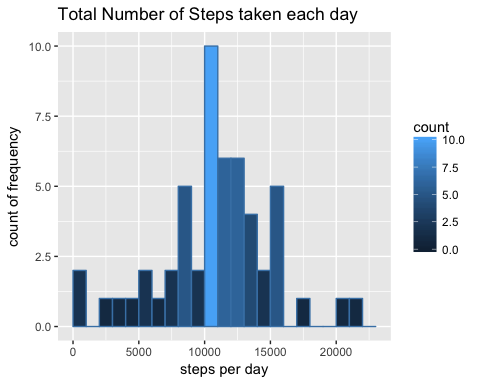 Total Number of Steps taken each day
10.0
7.5
5.0
2.5
0.0
count of frequency
0 5000 10000 15000 20000
steps per day
count
10.0
7.5
5.0
2.5
0.0